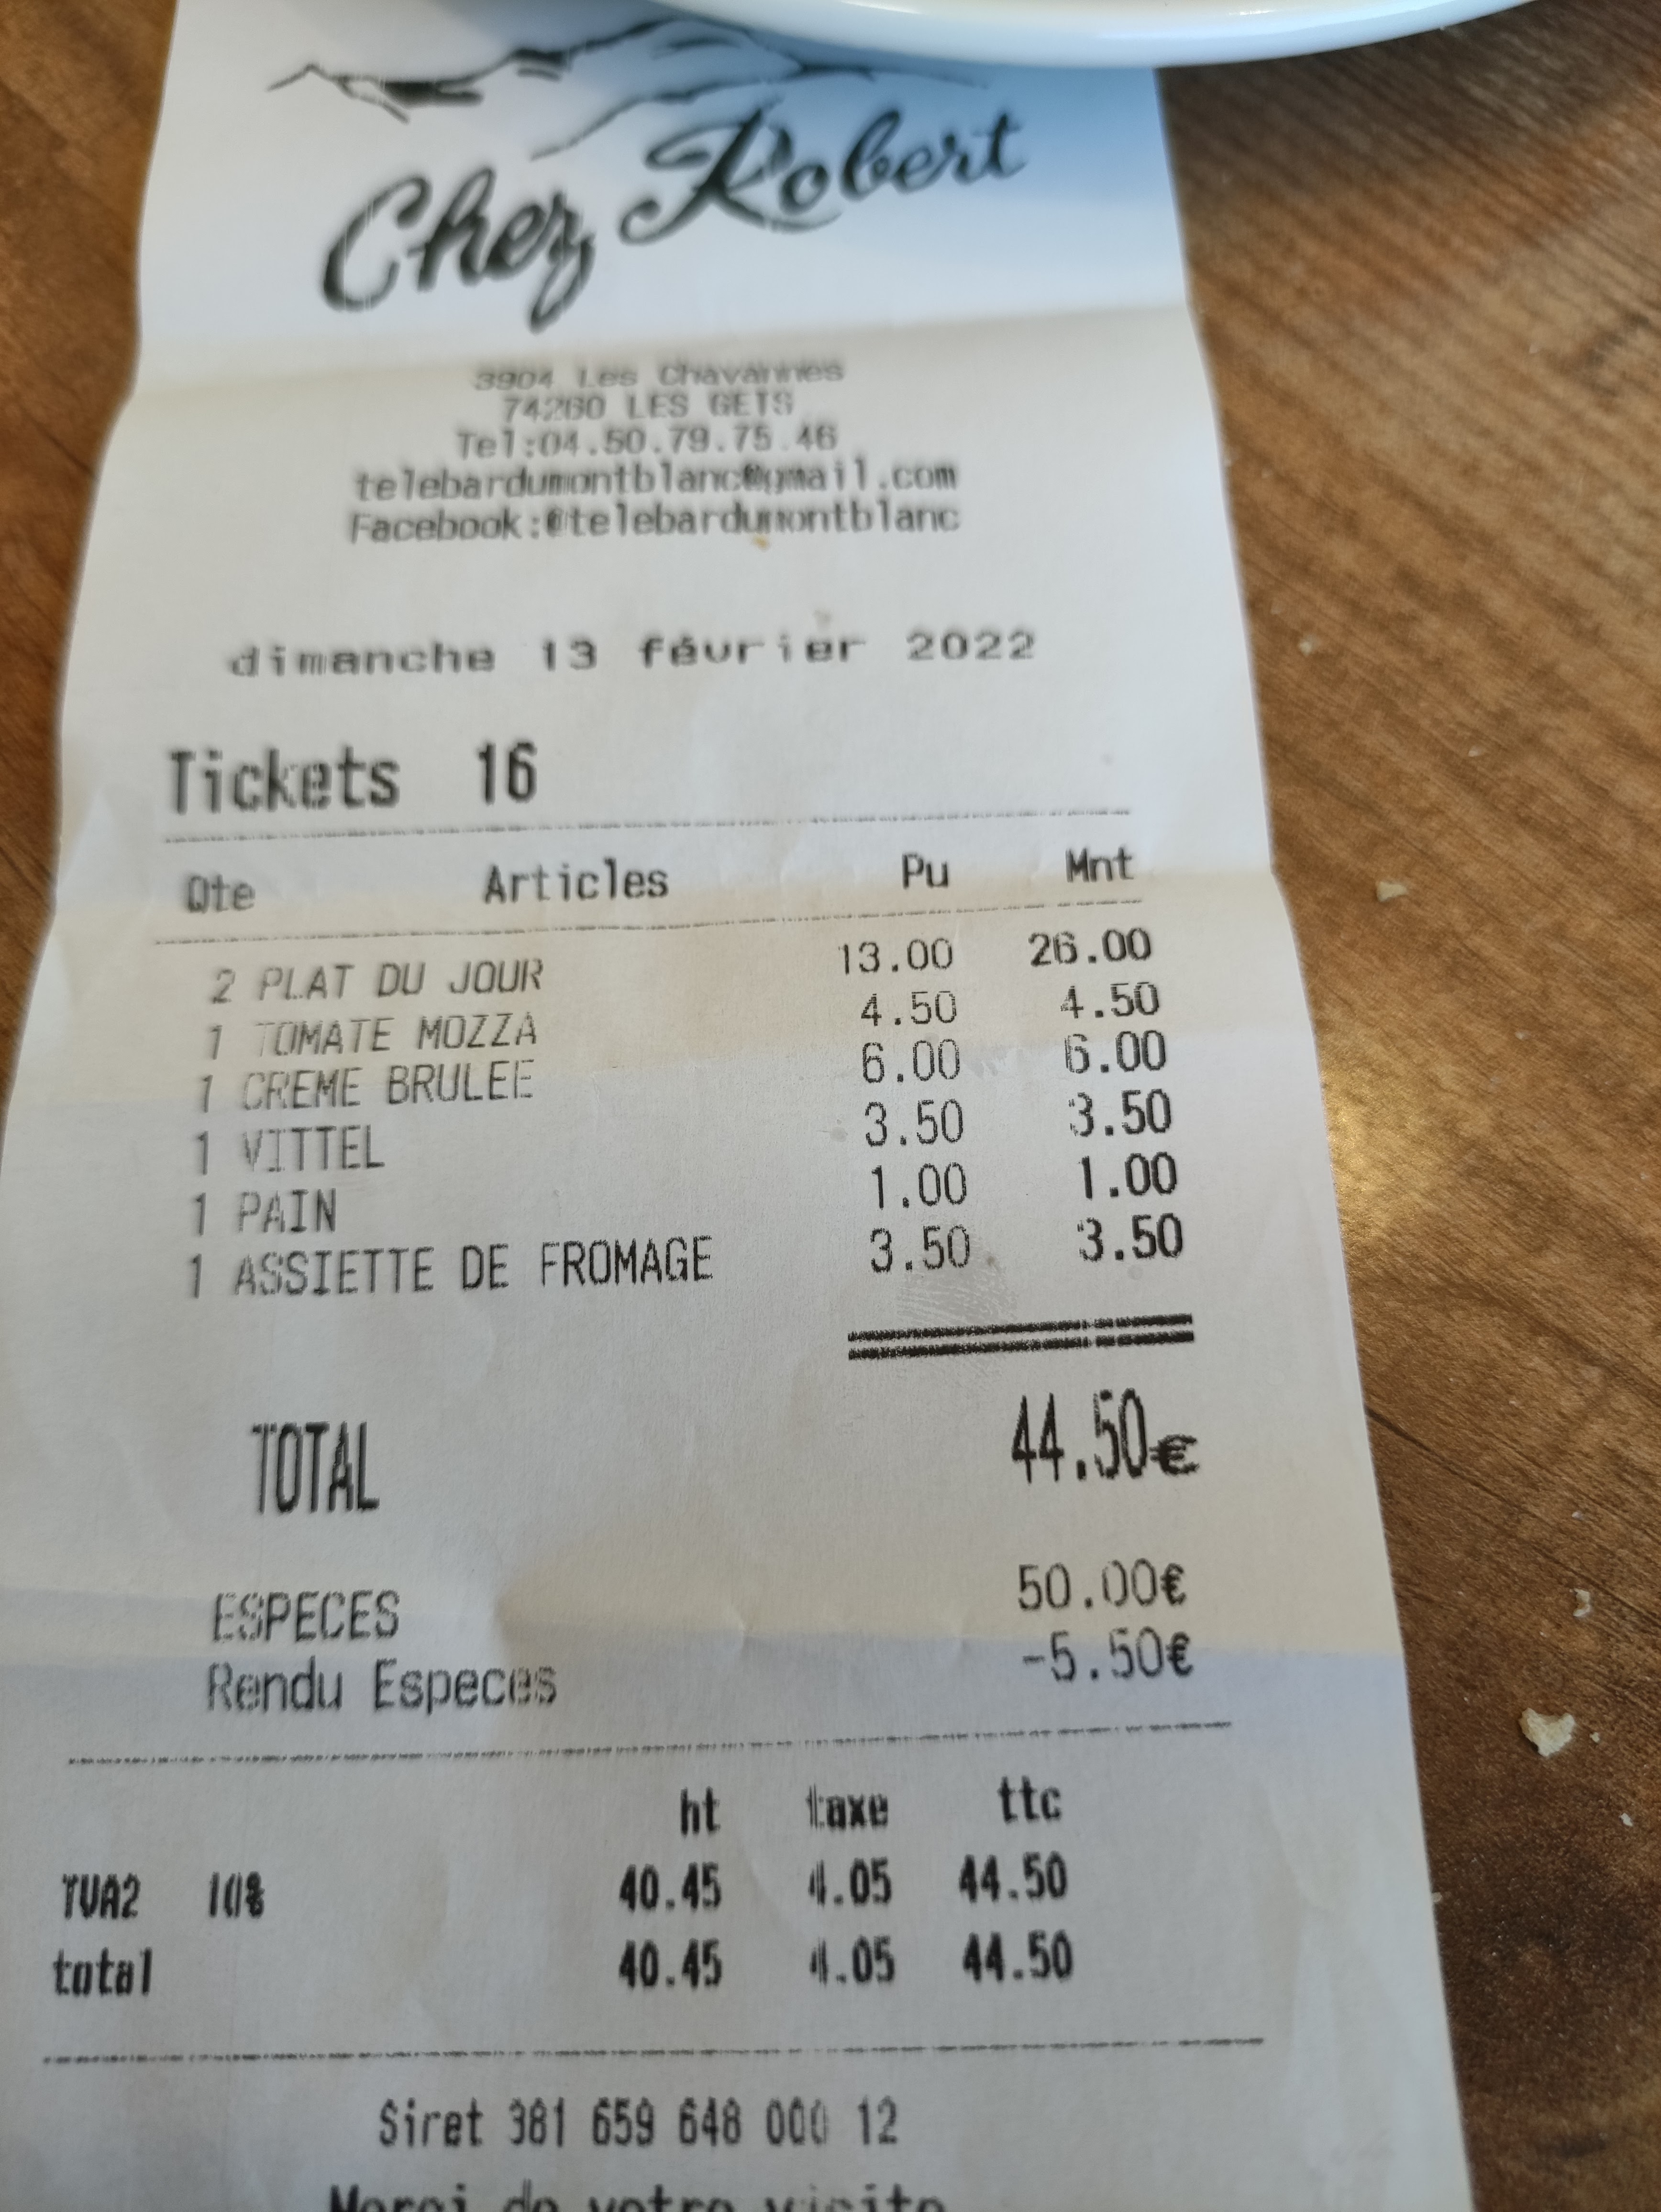 Chez Robert
3904 Les Chavannes
74260 LES GETS
Tel:04.50.79.75.46
telebardumontblanc@gmail.com
Facebook:@telebardumontblanc
dimanche 13 février 2022
Tickets 16
Qte Articles Pu Mnt
2 PLAT DU JOUR 13.00 26.00
1 TOMATE MOZZA 4.50 4.50
1 CREME BRULEE 6.00 6.00
1 VITTEL 3.50 3.50
1 PAIN 1.00 1.00
1 ASSIETTE DE FROMAGE 3.50 3.50
TOTAL 44.50€
ESPECES 50.00€
Rendu Especes -5.50€
ht taxe ttc
TVA2 10% 40.45 4.05 44.50
total 40.45 4.05 44.50
Siret 381 659 648 000 12
Merci de votre visite